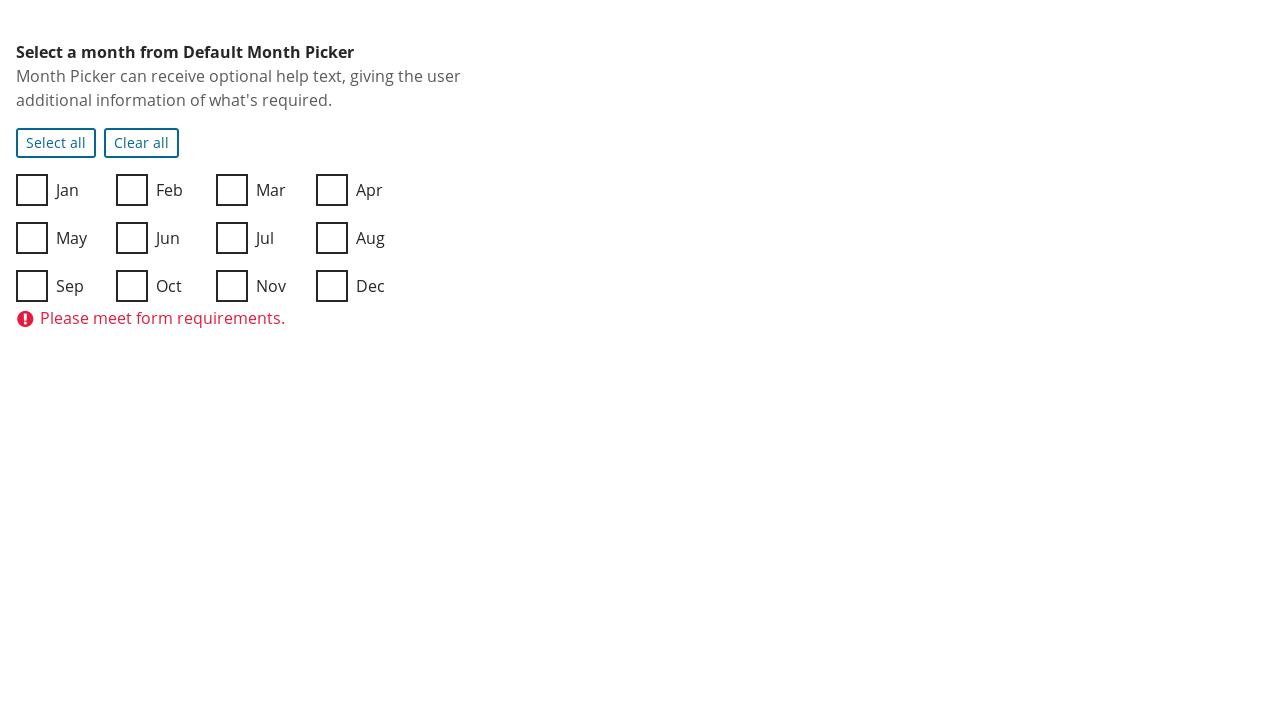 Select a month from Default Month Picker
Month Picker can receive optional help text, giving the user
additional information of what's required.
Select all Clear all
Jan Feb Mar Apr
May Jun Jul Aug
Sep Oct Nov Dec
Please meet form requirements.